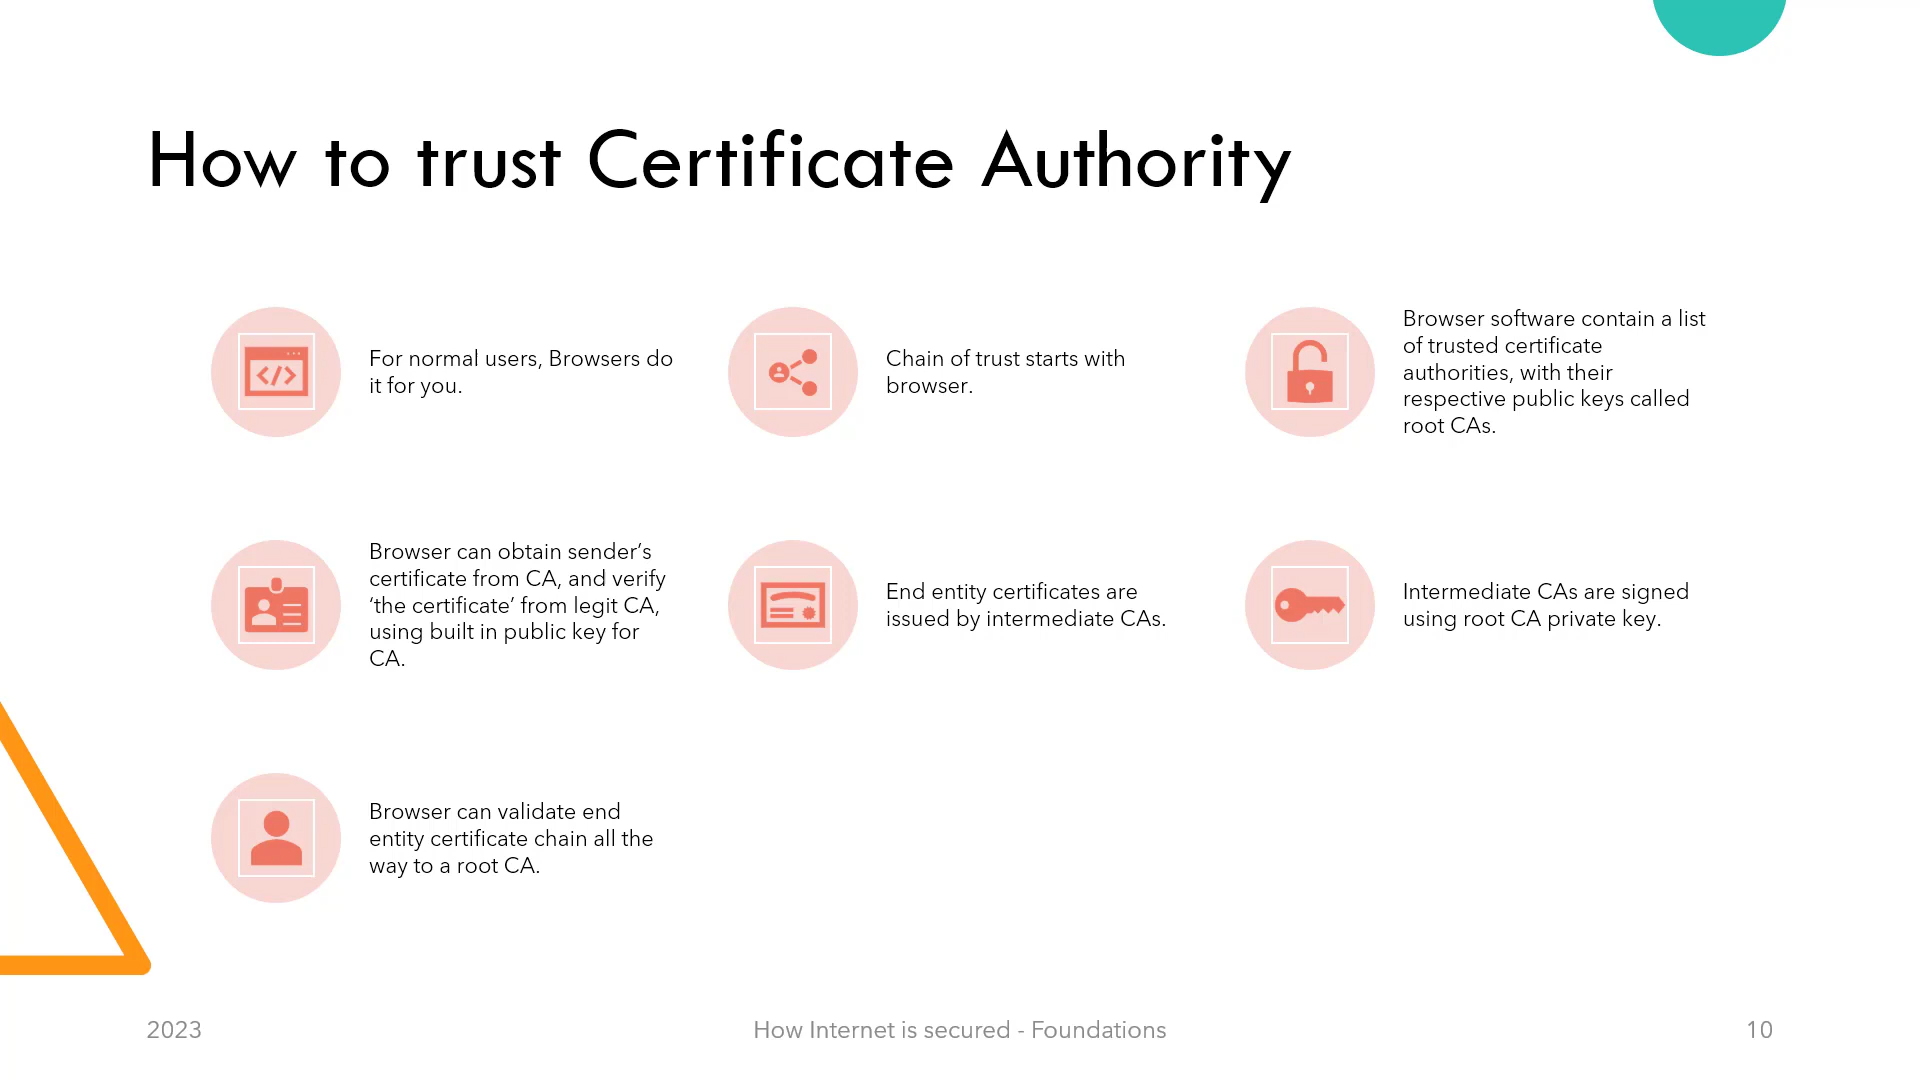 How to trust Certificate Authority
For normal users, Browsers do
it for you.
Chain of trust starts with
browser.
Browser software contain a list
of trusted certificate
authorities, with their
respective public keys called
root CAs.
Browser can obtain sender’s
certificate from CA, and verify
‘the certificate’ from legit CA,
using built in public key for
CA.
End entity certificates are
issued by intermediate CAs.
Intermediate CAs are signed
using root CA private key.
Browser can validate end
entity certificate chain all the
way to a root CA.
2023
How Internet is secured - Foundations
10